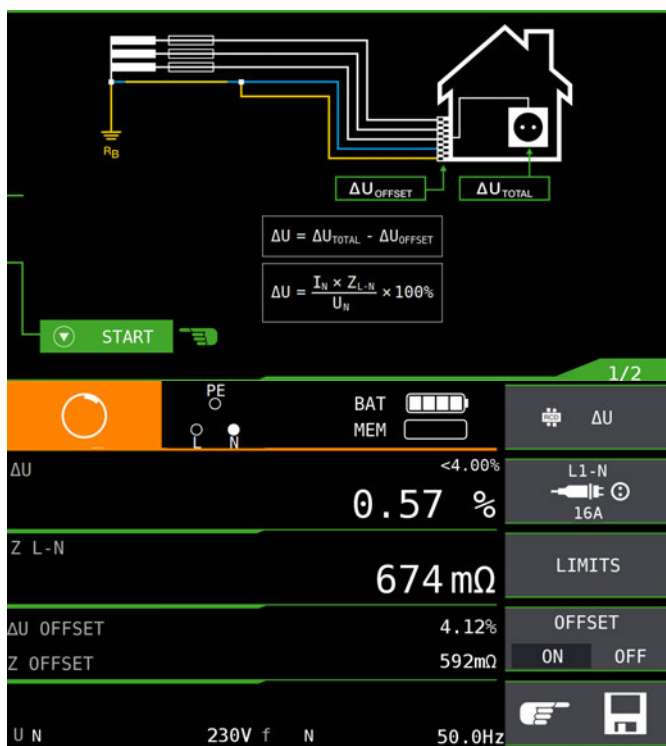 R_B
ΔU_OFFSET
ΔU_TOTAL
ΔU = ΔU_TOTAL - ΔU_OFFSET
ΔU = I_N × Z_L-N / U_N × 100%
START
1/2
PE
L N
BAT
MEM
RCD ΔU
ΔU
<4.00%
0.57 %
L1-N
16A
Z L-N
674 mΩ
LIMITS
ΔU OFFSET 4.12%
Z OFFSET 592mΩ
OFFSET
ON OFF
U N 230V f N 50.0Hz